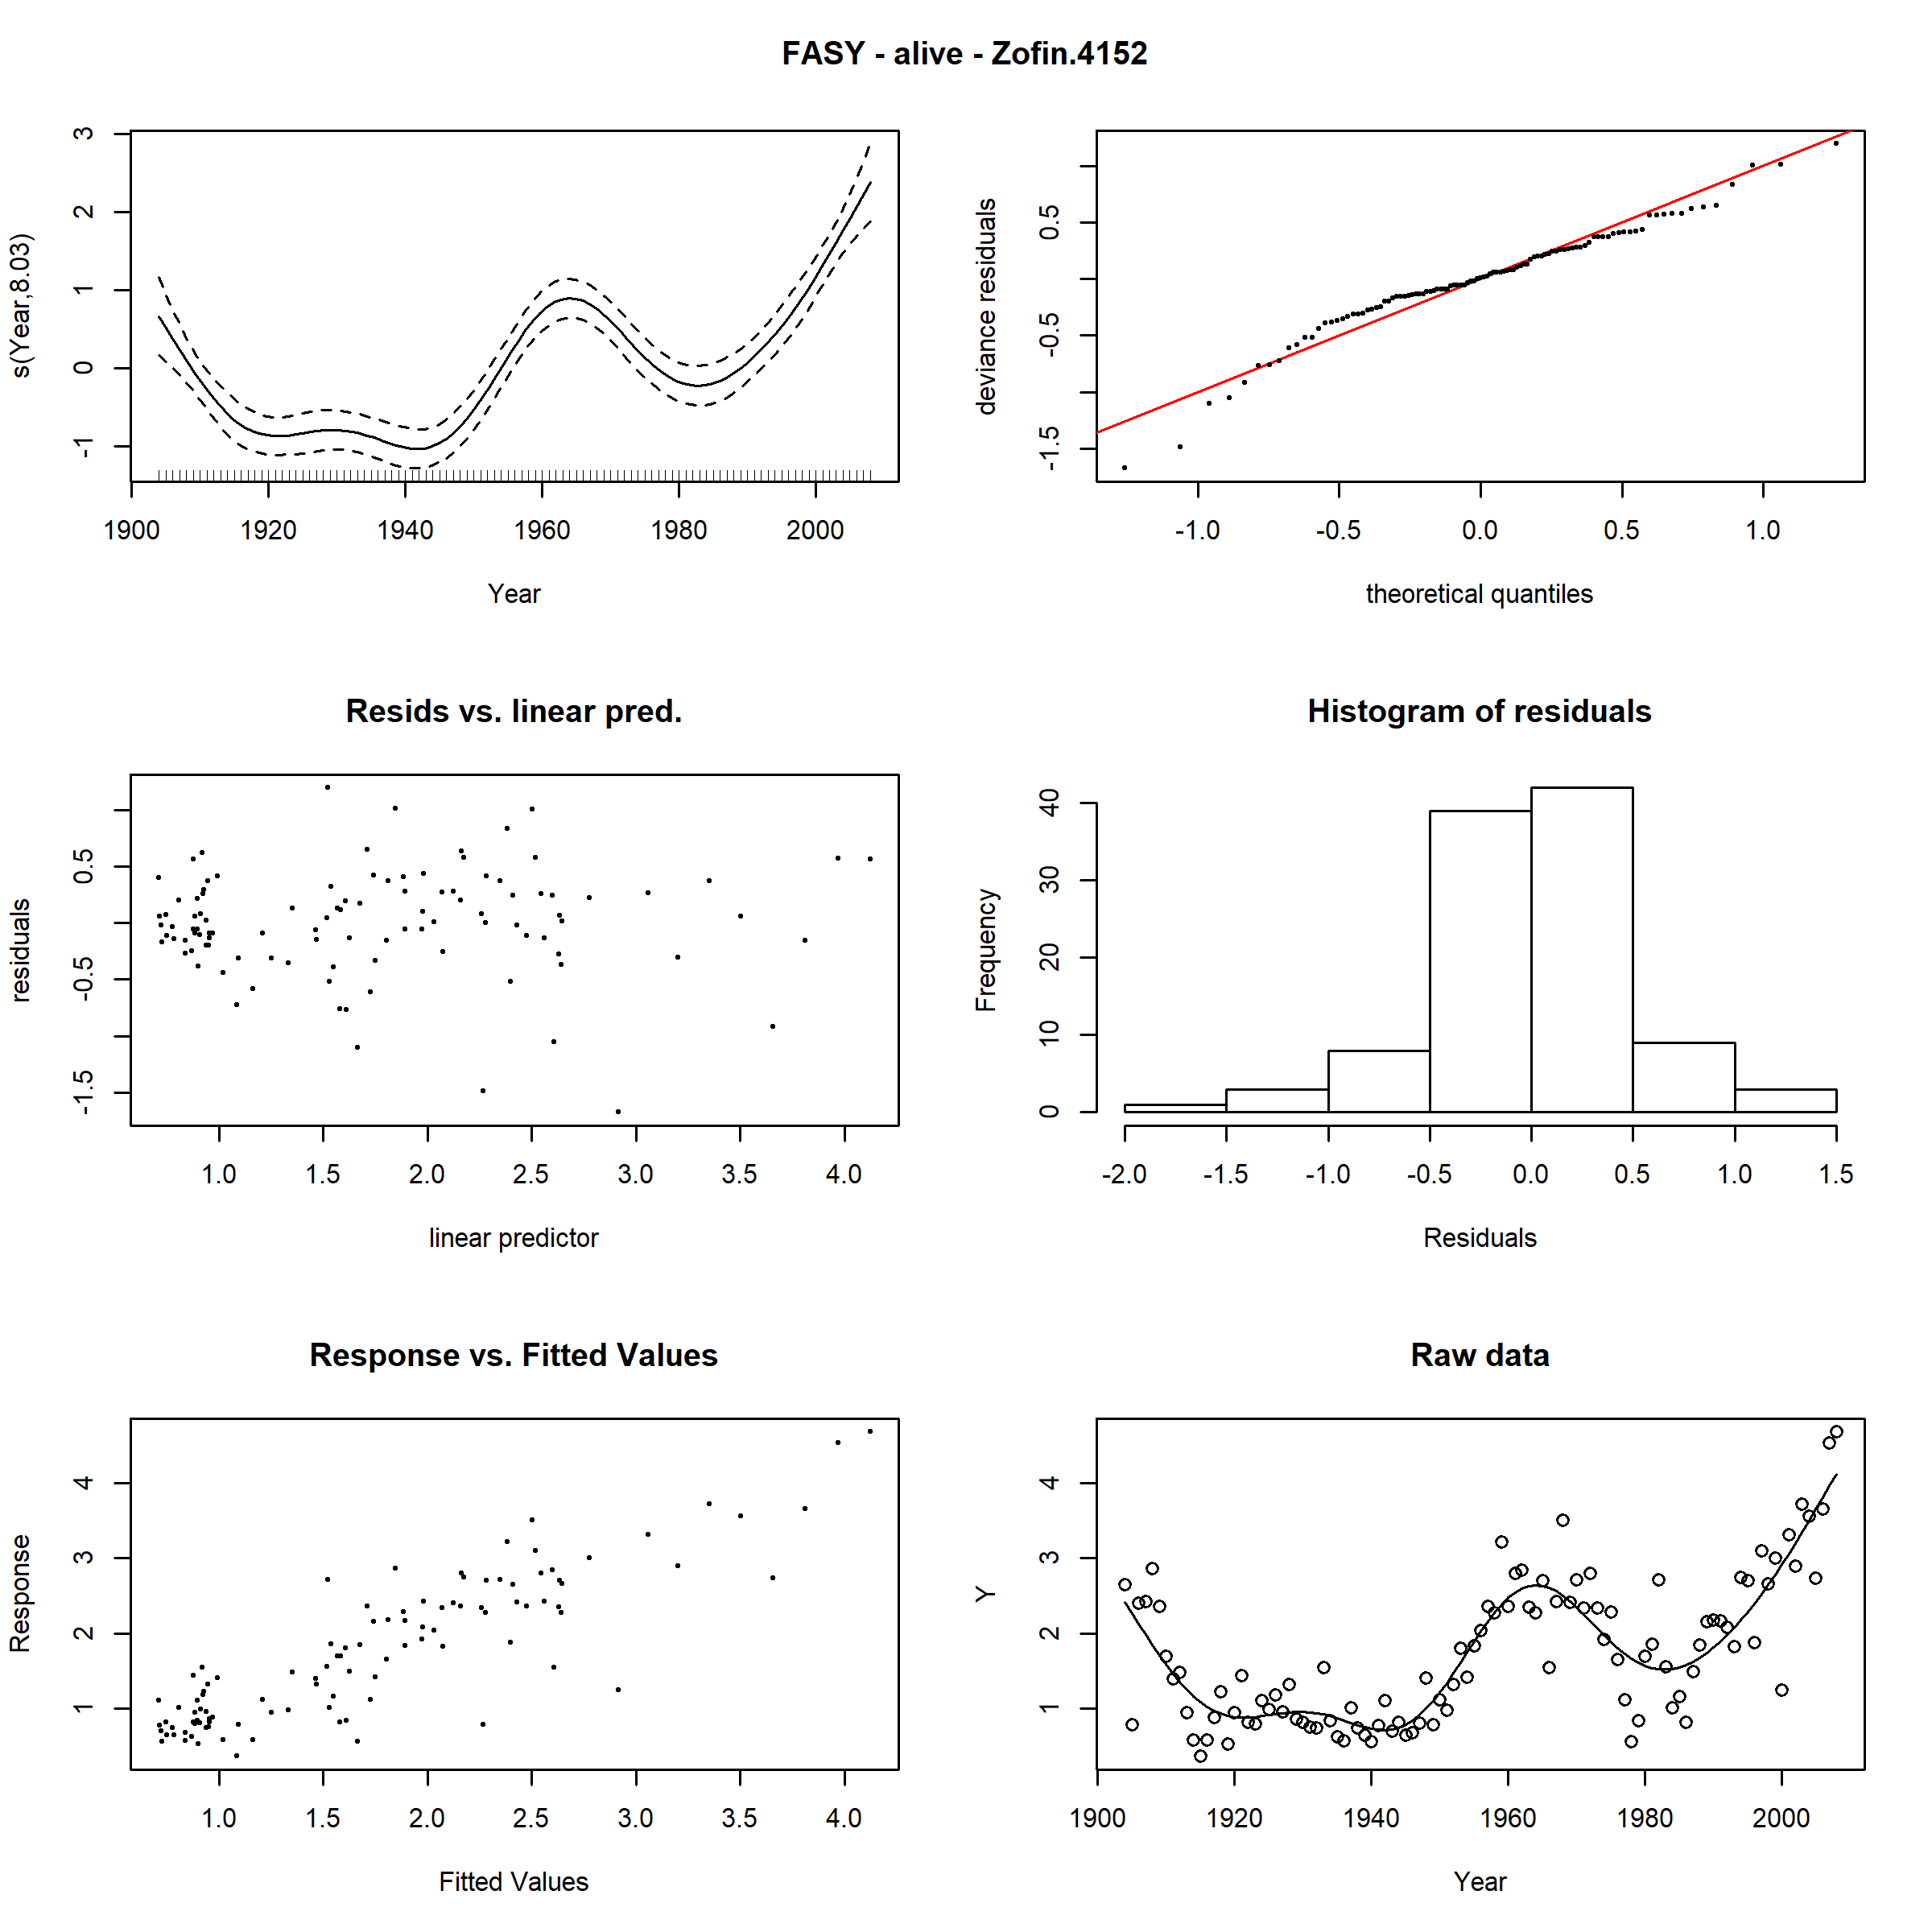 FASY - alive - Zofin.4152
s(Year,8.03)
3
2
1
0
-1
1900 1920 1940 1960 1980 2000
Year
deviance residuals
0.5
-0.5
-1.5
-1.0 -0.5 0.0 0.5 1.0
theoretical quantiles
Resids vs. linear pred.
residuals
0.5
-0.5
-1.5
1.0 1.5 2.0 2.5 3.0 3.5 4.0
linear predictor
Histogram of residuals
Frequency
40
30
20
10
0
-2.0 -1.5 -1.0 -0.5 0.0 0.5 1.0 1.5
Residuals
Response vs. Fitted Values
Response
4
3
2
1
1.0 1.5 2.0 2.5 3.0 3.5 4.0
Fitted Values
Raw data
Y
4
3
2
1
1900 1920 1940 1960 1980 2000
Year